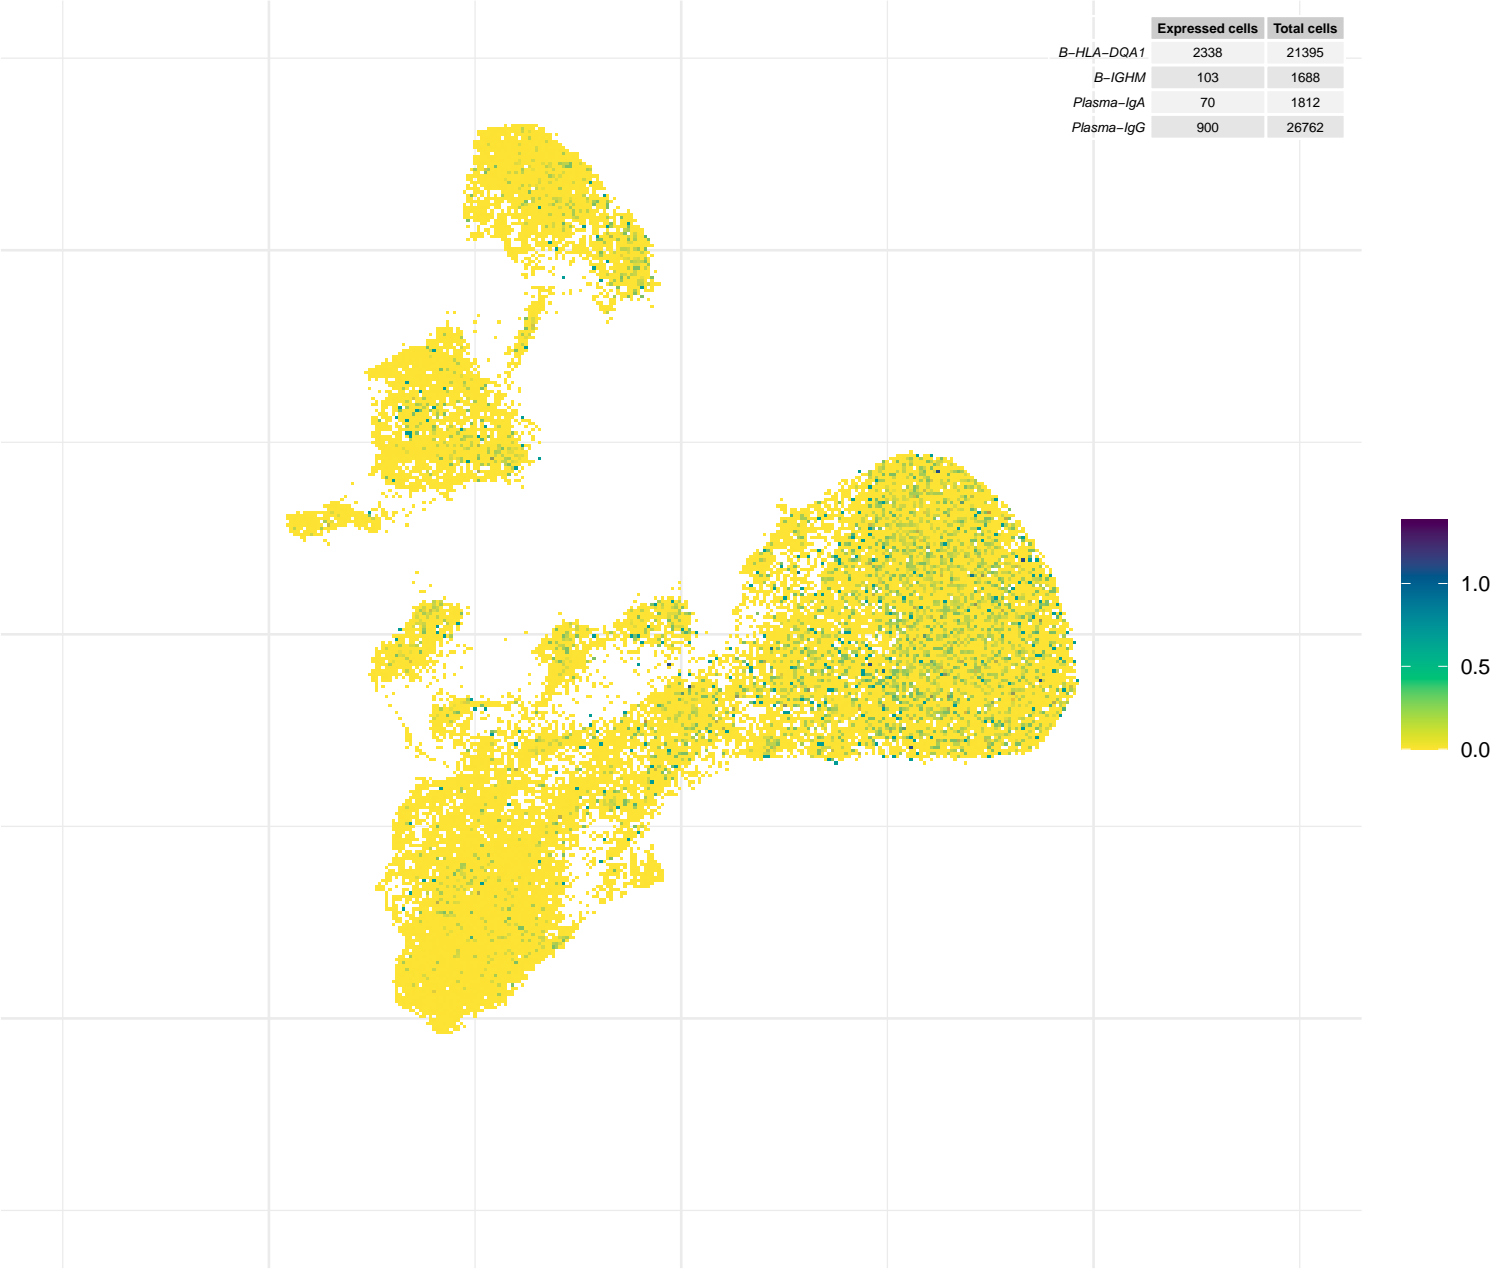 Expressed cells Total cells
B−HLA−DQA1 2338 21395
B−IGHM 103 1688
Plasma−IgA 70 1812
Plasma−IgG 900 26762
1.0
0.5
0.0